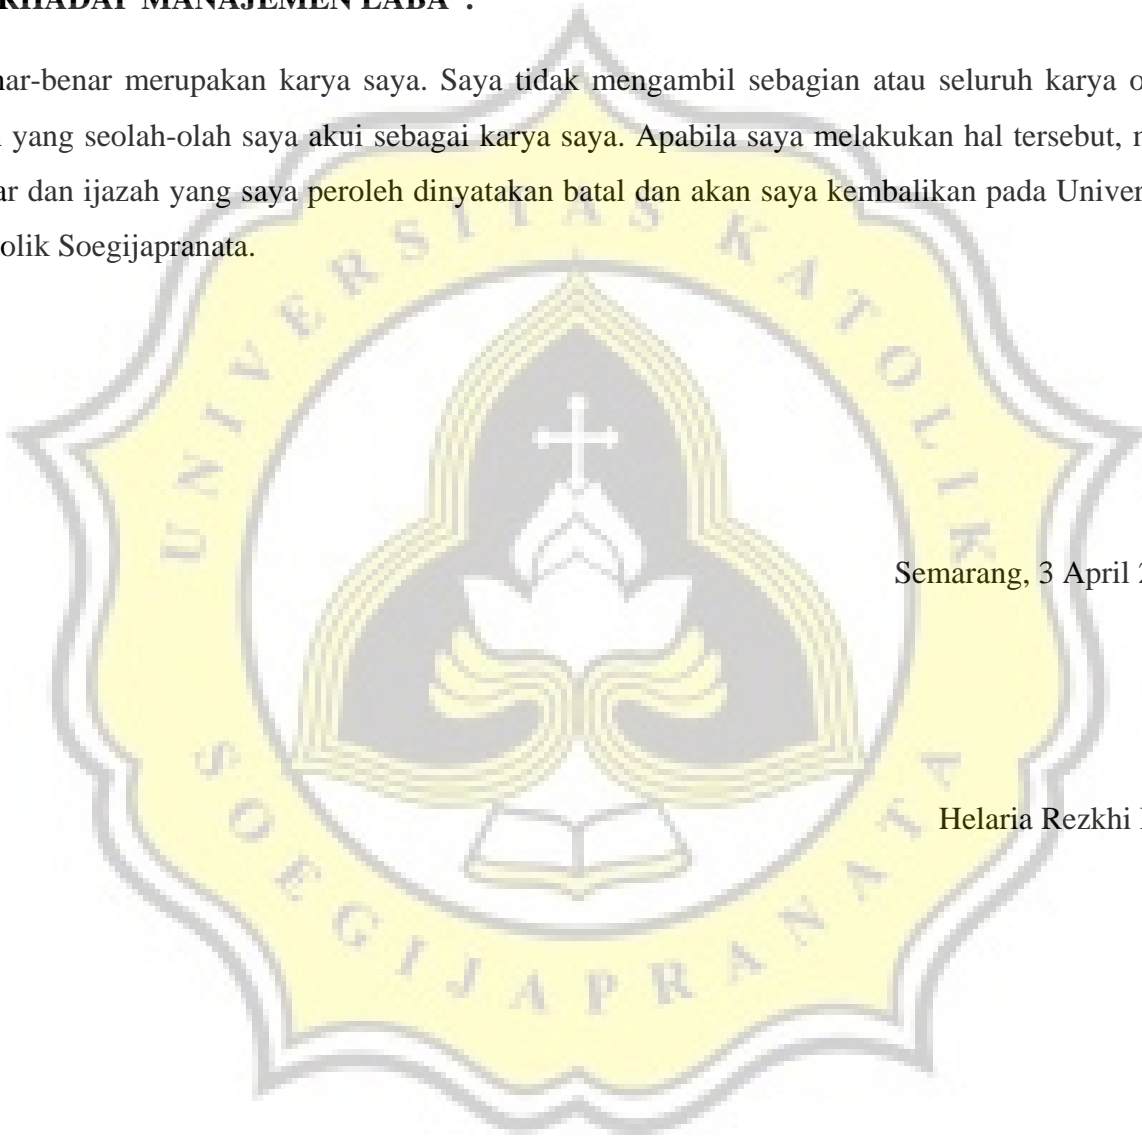 RHADAP MANAJEMEN LABA".
nar-benar merupakan karya saya. Saya tidak mengambil sebagian atau seluruh karya o
yang seolah-olah saya akui sebagai karya saya. Apabila saya melakukan hal tersebut, m
ar dan ijazah yang saya peroleh dinyatakan batal dan akan saya kembalikan pada Univer
olik Soegijapranata.
UNIVERSITAS KATOLIK
Semarang, 3 April 2
Helaria Rezkhi
SOEGIJAPRANATA